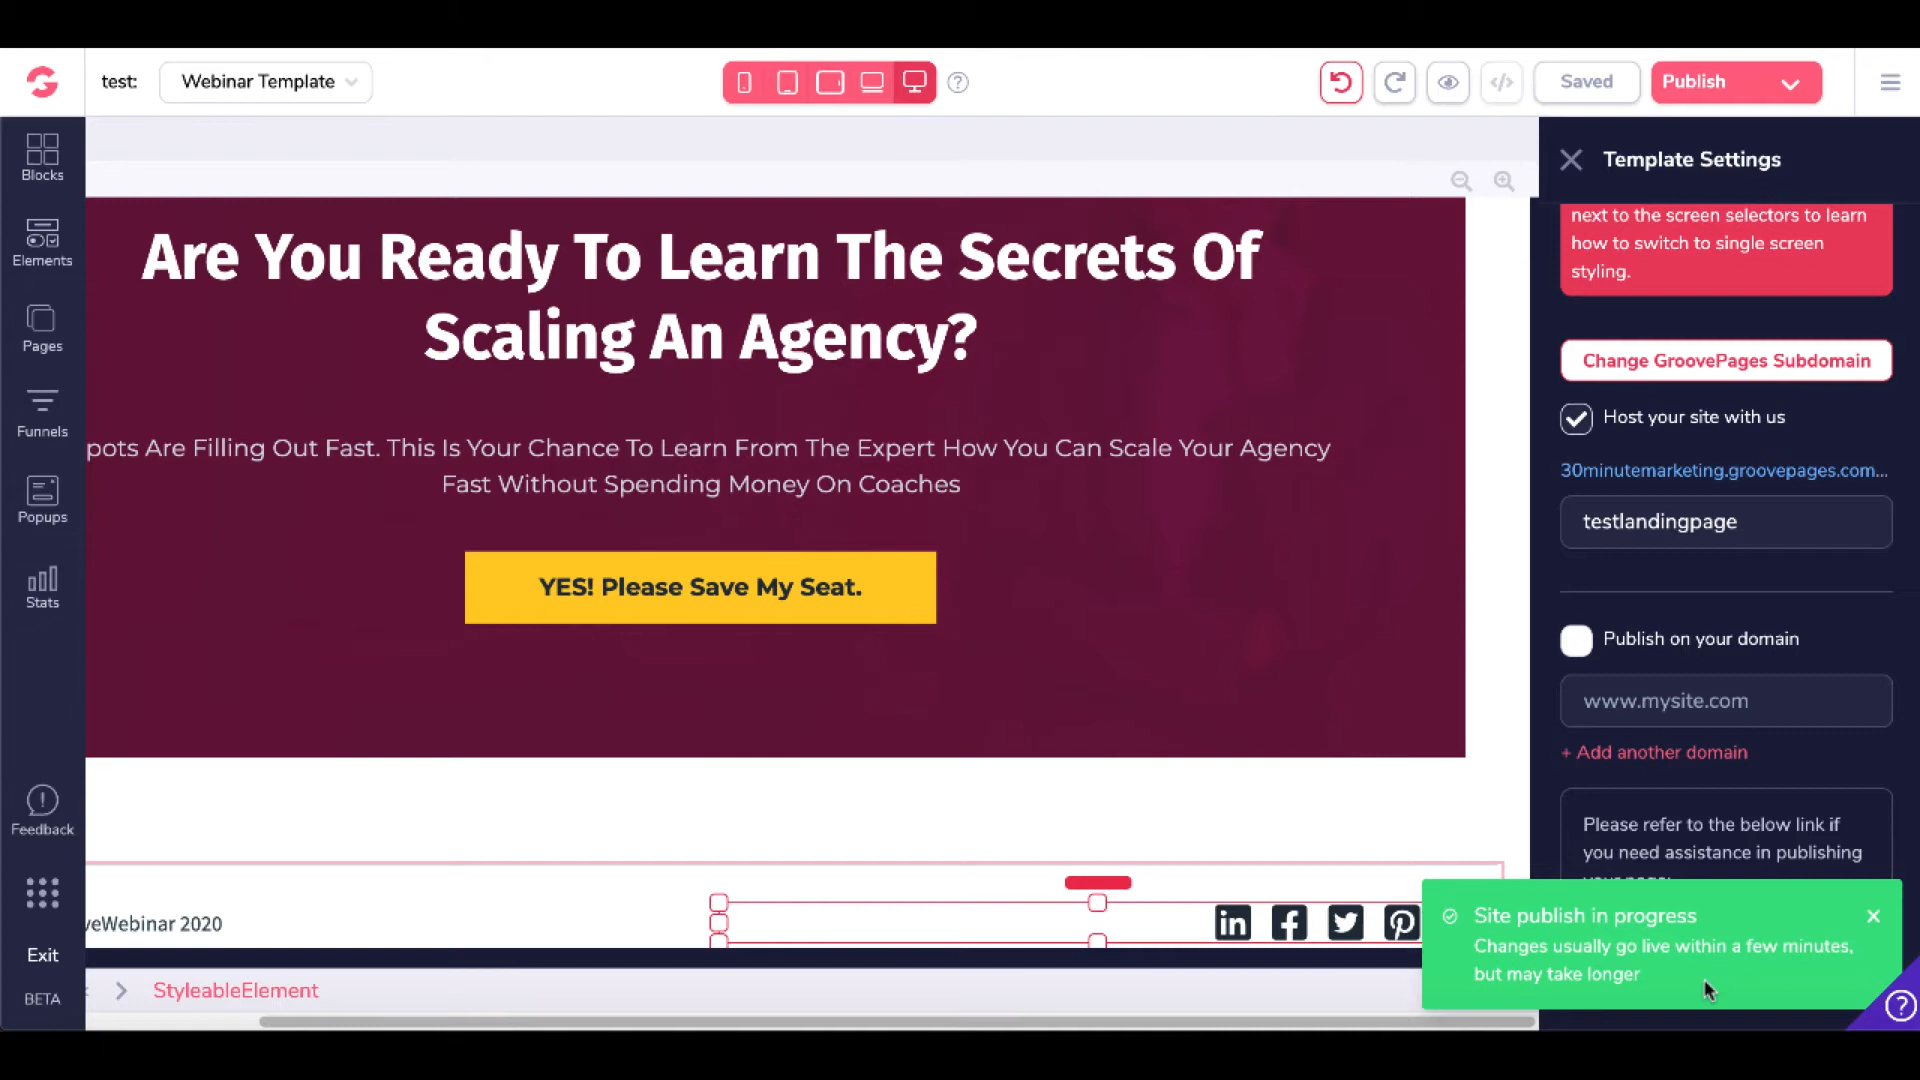 test:
Webinar Template
Saved
Publish
Blocks
Elements
Pages
Funnels
Popups
Stats
Feedback
Exit
BETA
Are You Ready To Learn The Secrets Of
Scaling An Agency?
pots Are Filling Out Fast. This Is Your Chance To Learn From The Expert How You Can Scale Your Agency
Fast Without Spending Money On Coaches
YES! Please Save My Seat.
veWebinar 2020
StyleableElement
Template Settings
next to the screen selectors to learn
how to switch to single screen
styling.
Change GroovePages Subdomain
Host your site with us
30minutemarketing.groovepages.com...
testlandingpage
Publish on your domain
www.mysite.com
+ Add another domain
Please refer to the below link if
you need assistance in publishing
Site publish in progress
Changes usually go live within a few minutes,
but may take longer